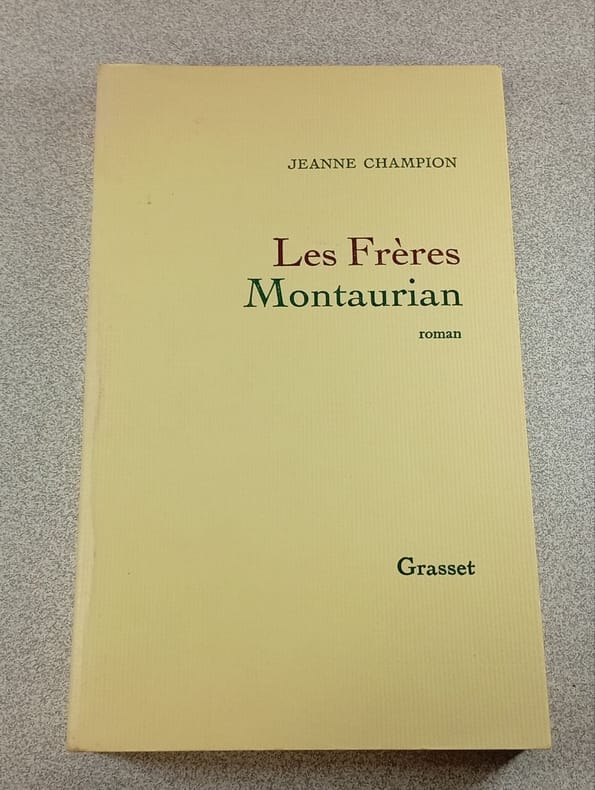 JEANNE CHAMPION
Les Frères
Montaurian
roman
Grasset